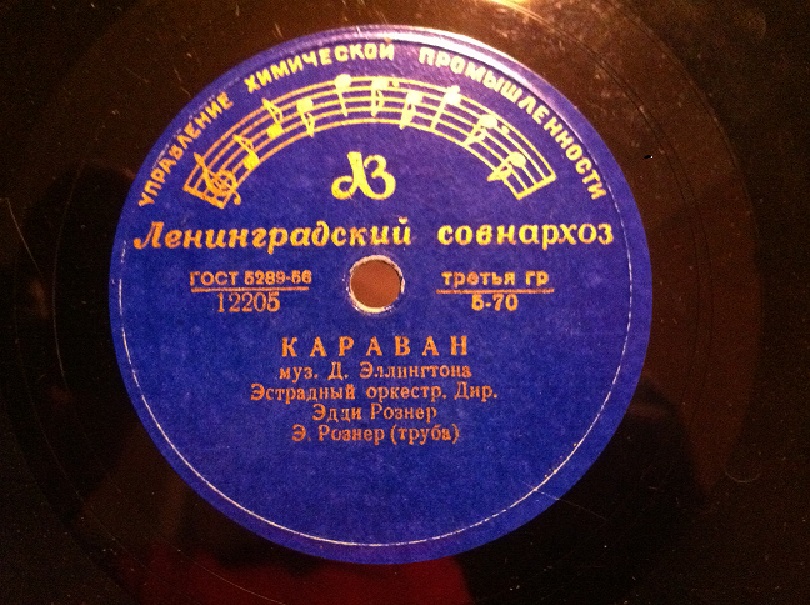 УПРАВЛЕНИЕ ХИМИЧЕСКОЙ ПРОМЫШЛЕННОСТИ
ЛЗ
Ленинградский совнархоз
ГОСТ 5289-56
12205
третья гр
5-70
КАРАВАН
муз. Д. Эллингтона
Эстрадный оркестр. Дир.
Эдди Рознер
Э. Рознер (труба)